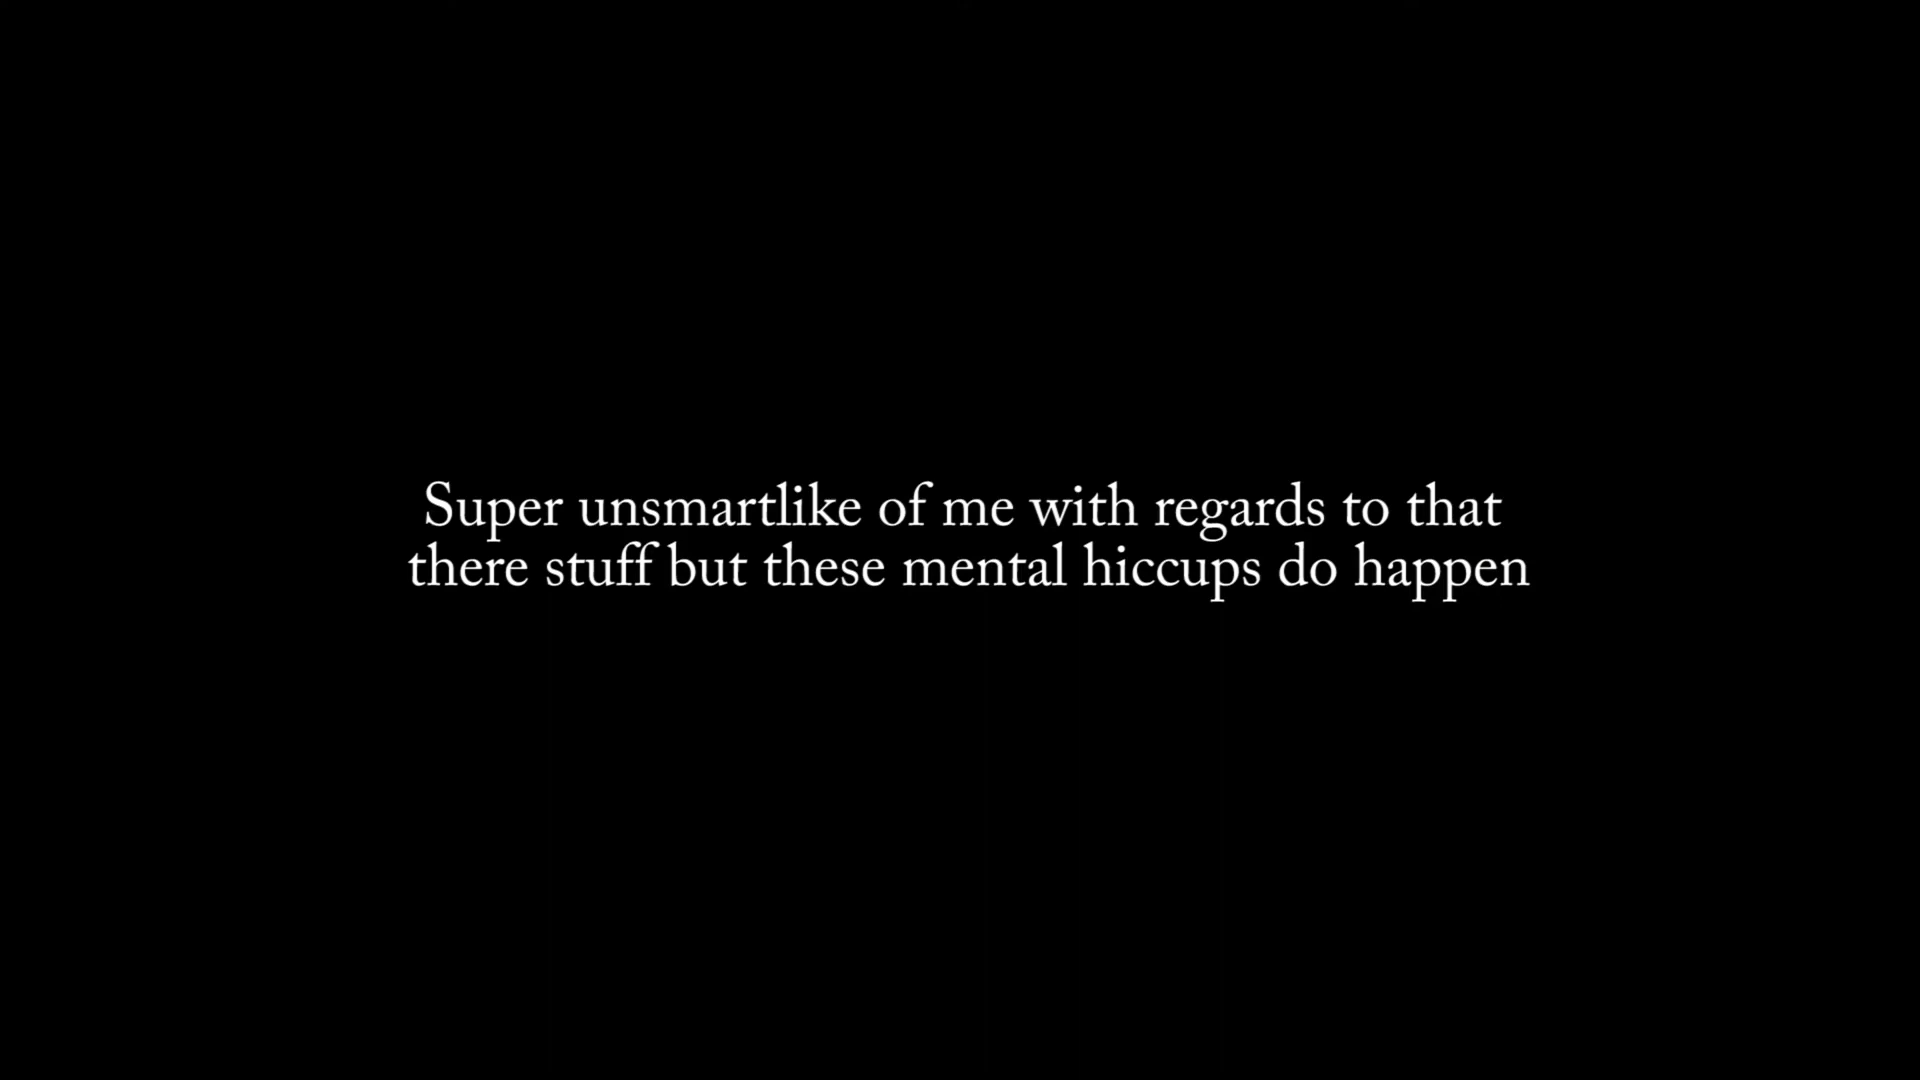 Super unsmartlike of me with regards to that
there stuff but these mental hiccups do happen